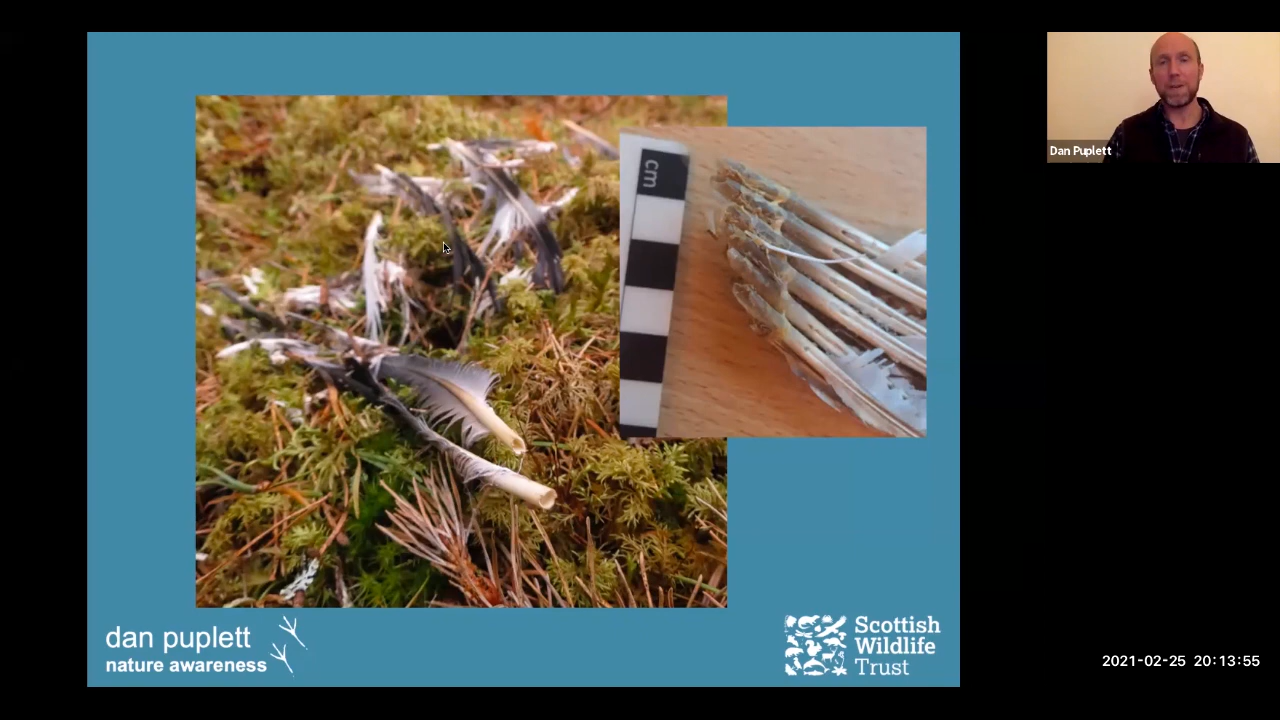 cm
Dan Puplett
dan puplett
nature awareness
Scottish
Wildlife
Trust
2021-02-25 20:13:55